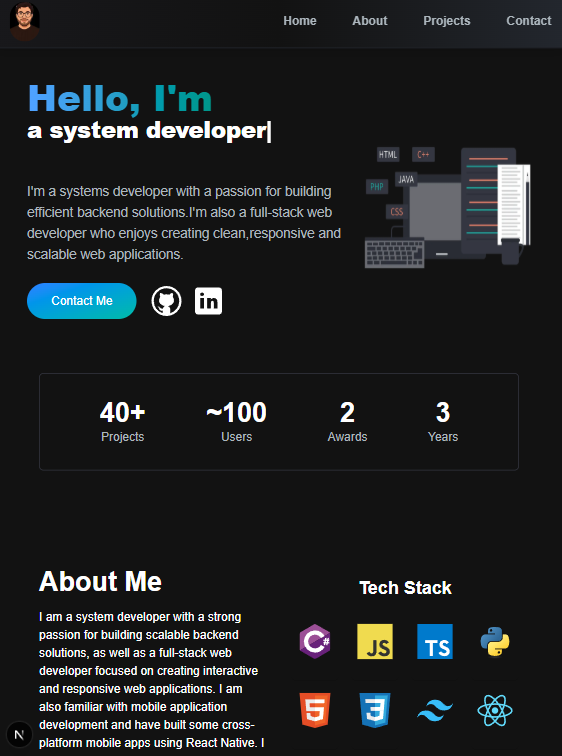 Home About Projects Contact
Hello, I'm
a system developer|
HTML C++
JAVA
PHP
CSS
I'm a systems developer with a passion for building
efficient backend solutions.I'm also a full-stack web
developer who enjoys creating clean,responsive and
scalable web applications.
Contact Me in
40+ ~100 2 3
Projects Users Awards Years
About Me
I am a system developer with a strong
passion for building scalable backend
solutions, as well as a full-stack web
developer focused on creating interactive
and responsive web applications. I am
also familiar with mobile application
development and have built some cross-
platform mobile apps using React Native. I
Tech Stack
C# JS TS
5 3
N